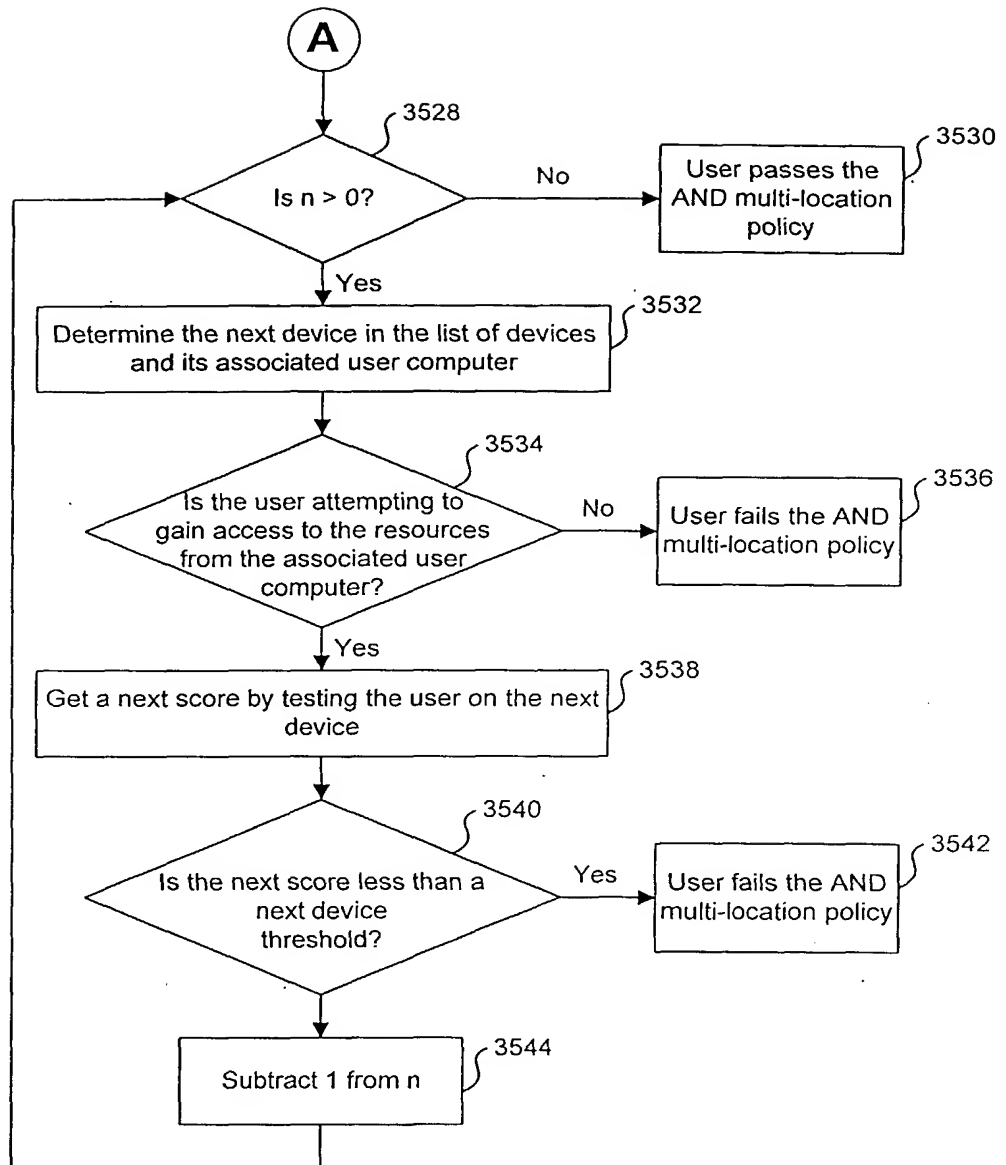 A
3528
Is n > 0?
No
3530
User passes the
AND multi-location
policy
Yes
3532
Determine the next device in the list of devices
and its associated user computer
3534
Is the user attempting to
gain access to the resources
from the associated user
computer?
No
3536
User fails the AND
multi-location policy
Yes
3538
Get a next score by testing the user on the next
device
3540
Is the next score less than a
next device
threshold?
Yes
3542
User fails the AND
multi-location policy
3544
Subtract 1 from n